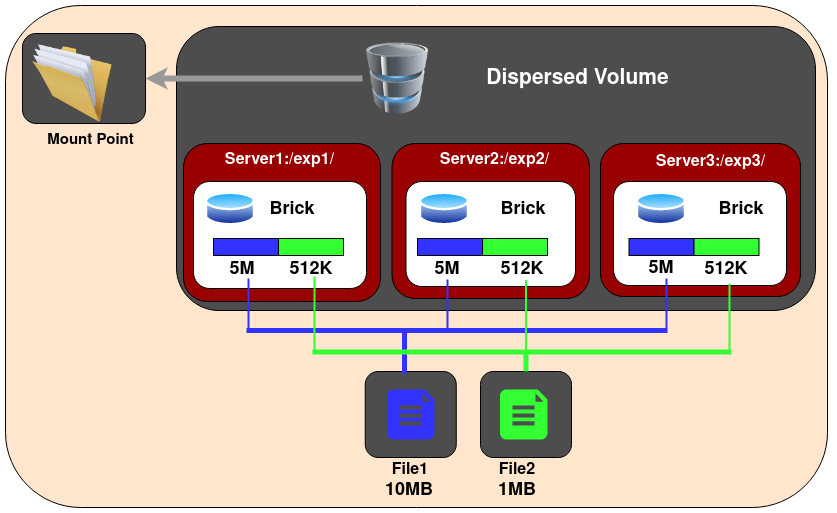 Dispersed Volume
Mount Point
Server1:/exp1/
Server2:/exp2/
Server3:/exp3/
Brick
Brick
Brick
5M
512K
5M
512K
5M
512K
File1
10MB
File2
1MB